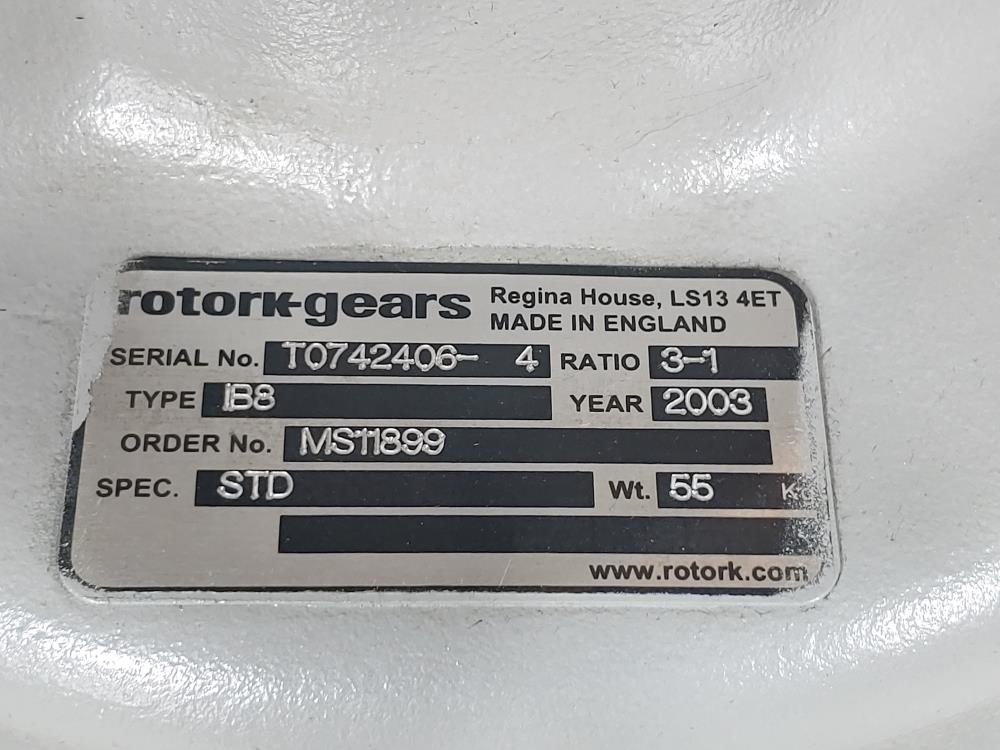 rotork-gears Regina House, LS13 4ET
MADE IN ENGLAND
SERIAL No. T0742406- 4 RATIO 3-1
TYPE IB8 YEAR 2003
ORDER No. MS11899
SPEC. STD Wt. 55 KG
www.rotork.com